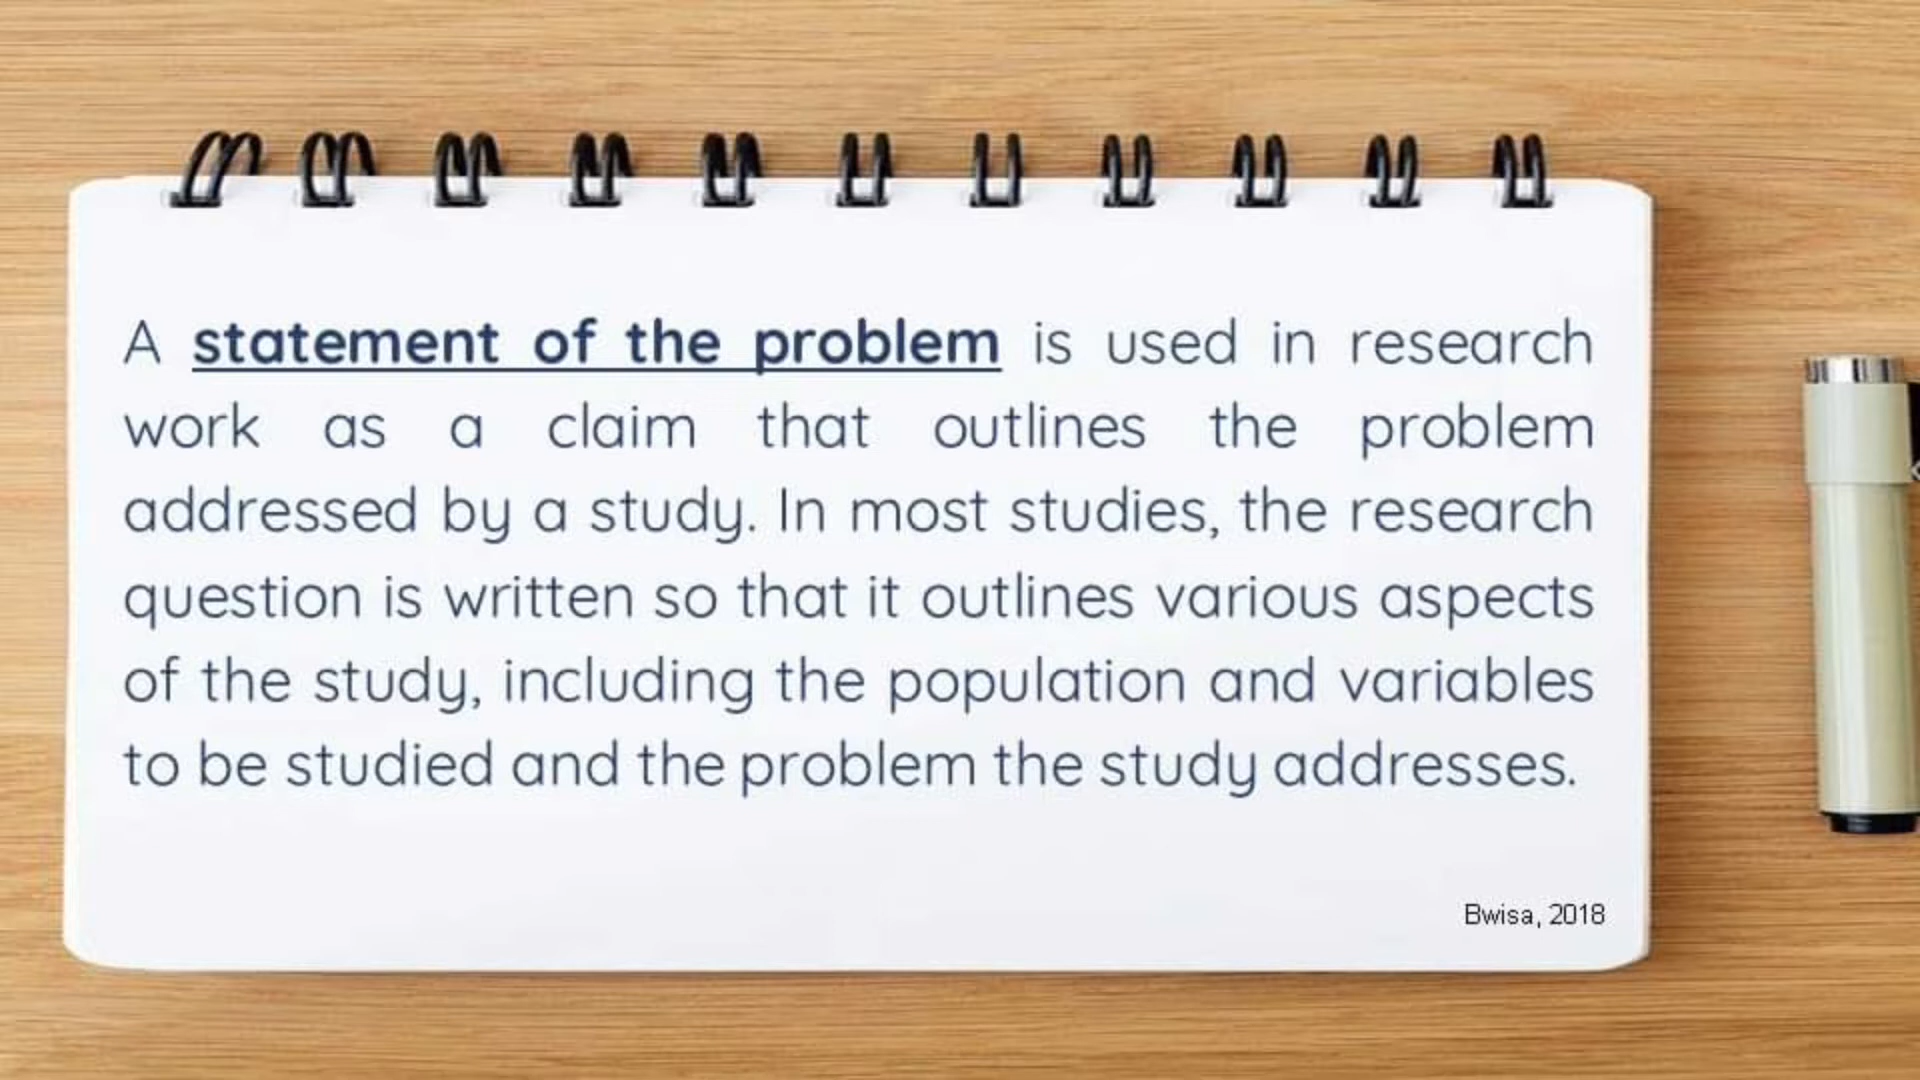 A statement of the problem is used in research
work as a claim that outlines the problem
addressed by a study. In most studies, the research
question is written so that it outlines various aspects
of the study, including the population and variables
to be studied and the problem the study addresses.
Bwisa, 2018